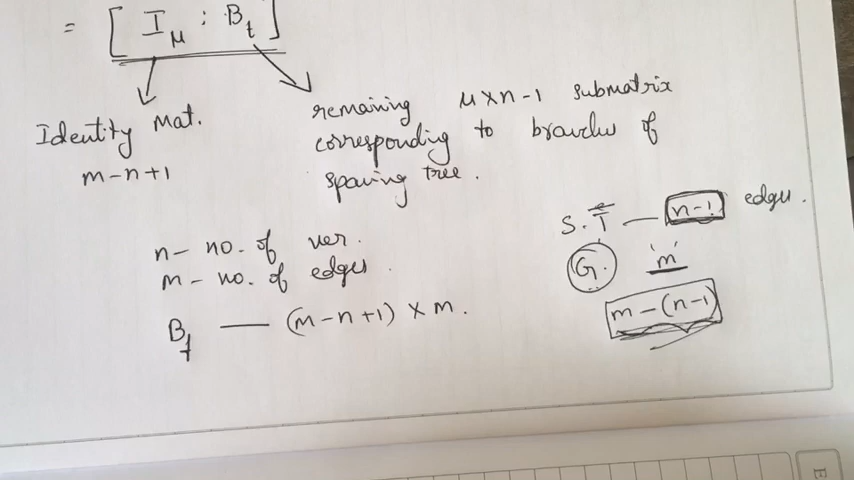 = [ I_μ : B_t ]
Identity Mat.
m-n+1
remaining μ×n-1 submatrix
corresponding to branches of
spaning tree.
S.T — n-1 edges.
G. 'm'
m-(n-1)
n - no. of ver.
m - no. of edges.
B_f — (m-n+1) × m.
E